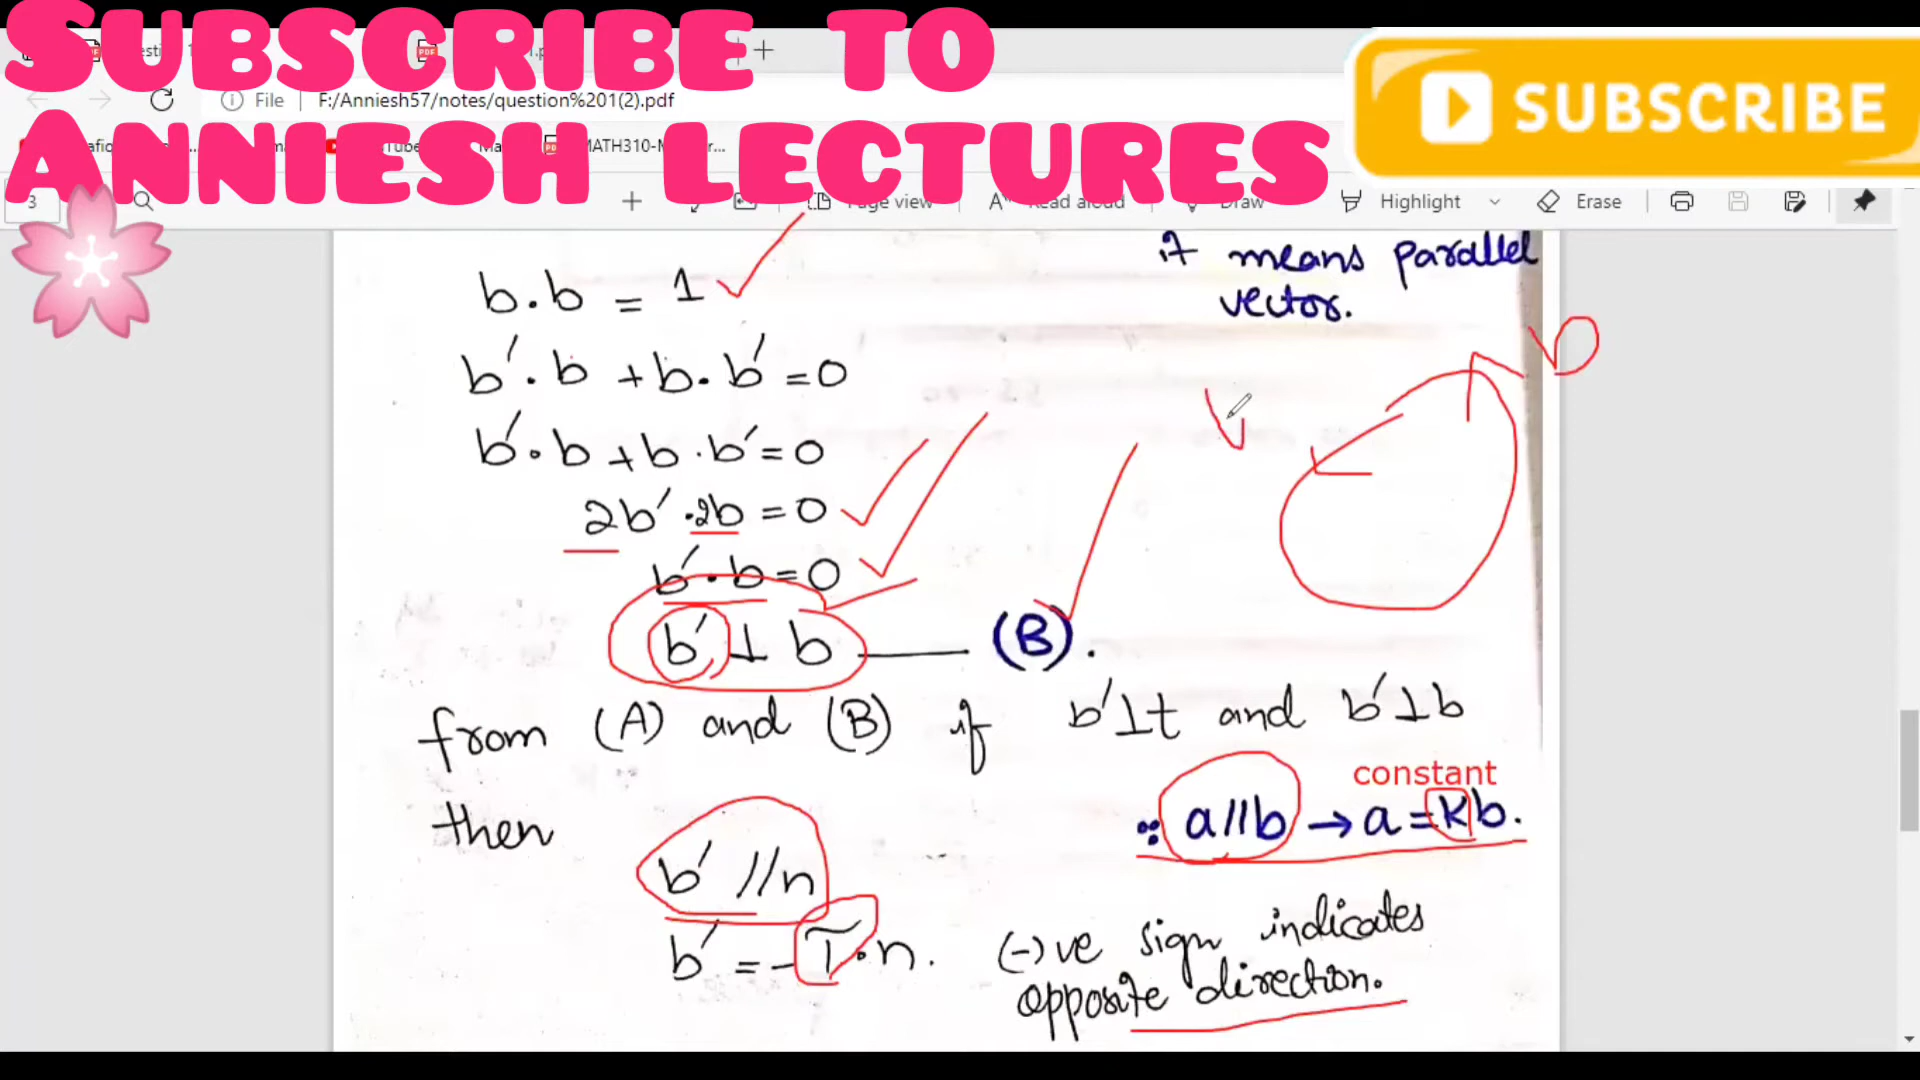 SUBSCRIBE TO
ANNIESH LECTURES
SUBSCRIBE
File F:/Anniesh57/notes/question%201(2).pdf
MATH310-M
3
Page view
Read aloud
Draw
Highlight
Erase
it means parallel
vector.
b.b = 1
b'.b + b.b' = 0
b'.b + b.b' = 0
2b'.2b = 0
b'.b = 0
b' ⊥ b —— (B).
from (A) and (B) if b'⊥t and b'⊥b
constant
then
∵ a//b → a = kb.
b' // n
b' = -τ.n. (-)ve sign indicates
opposite direction.